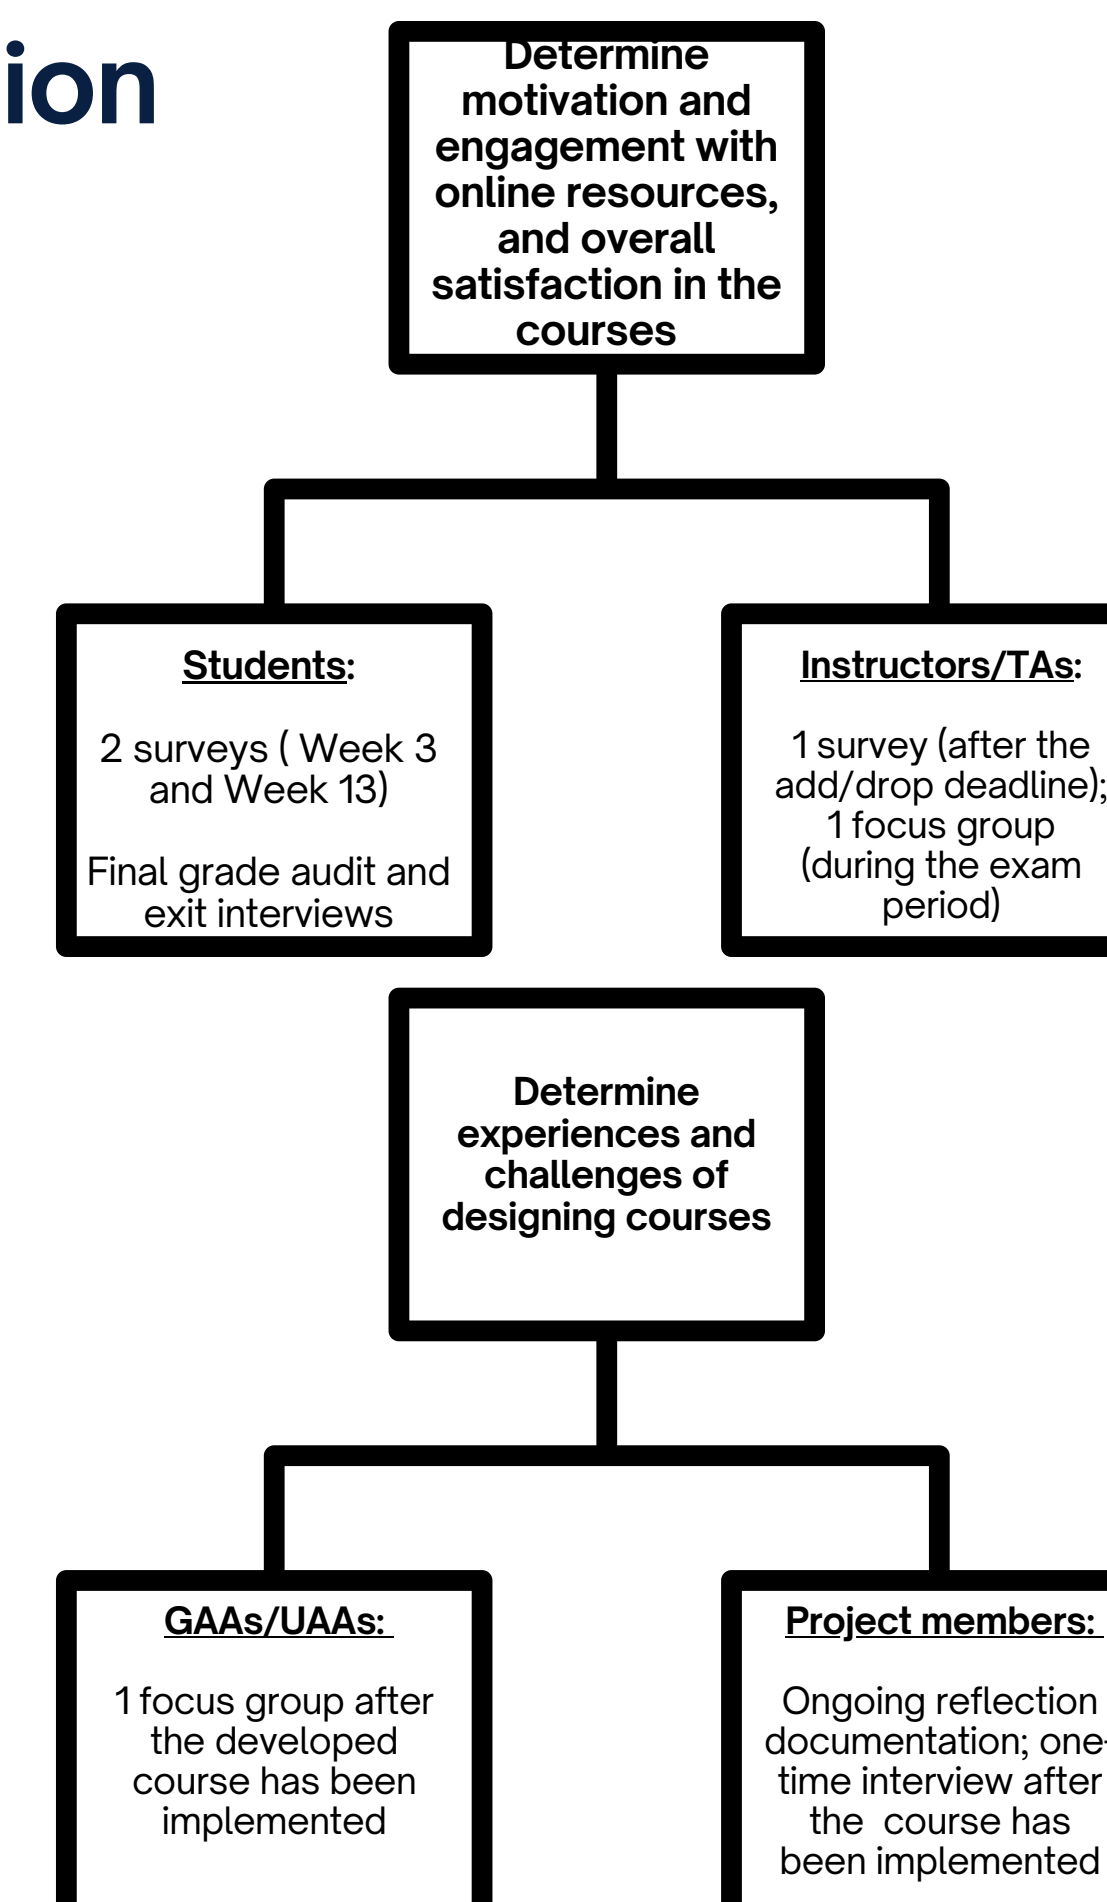 ion
Determine
motivation and
engagement with
online resources,
and overall
satisfaction in the
courses
Students:
2 surveys ( Week 3
and Week 13)
Final grade audit and
exit interviews
Instructors/TAs:
1 survey (after the
add/drop deadline);
1 focus group
(during the exam
period)
Determine
experiences and
challenges of
designing courses
GAAs/UAAs:
1 focus group after
the developed
course has been
implemented
Project members:
Ongoing reflection
documentation; one-
time interview after
the  course has
been implemented